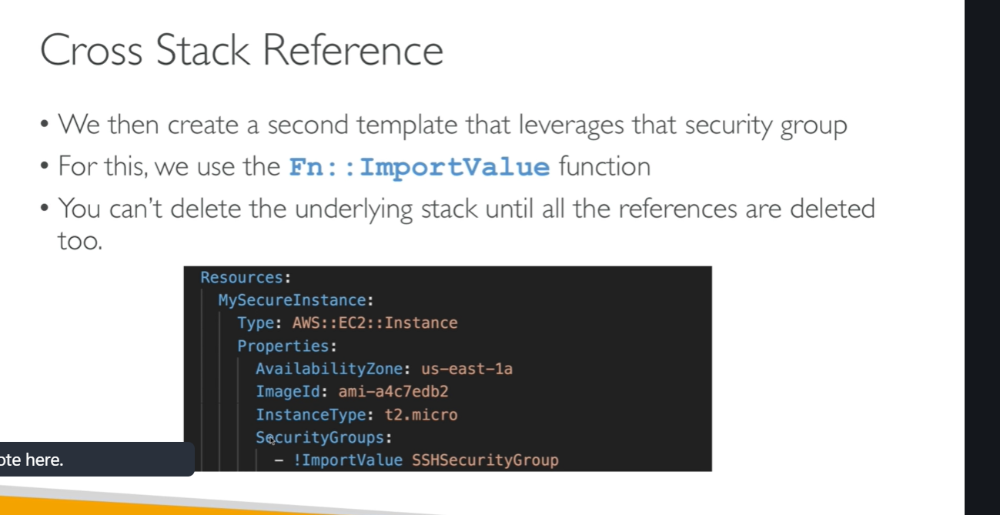 Cross Stack Reference
• We then create a second template that leverages that security group
• For this, we use the Fn::ImportValue function
• You can’t delete the underlying stack until all the references are deleted
too.
Resources:
MySecureInstance:
Type: AWS::EC2::Instance
Properties:
AvailabilityZone: us-east-1a
ImageId: ami-a4c7edb2
InstanceType: t2.micro
SecurityGroups:
- !ImportValue SSHSecurityGroup
ote here.